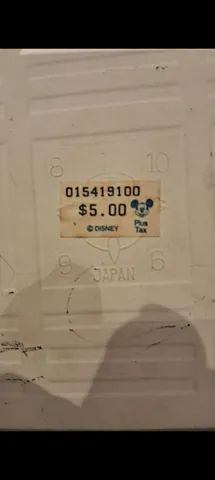 8 10
015419100
$5.00
Plus
Tax
© DISNEY
9 6
JAPAN